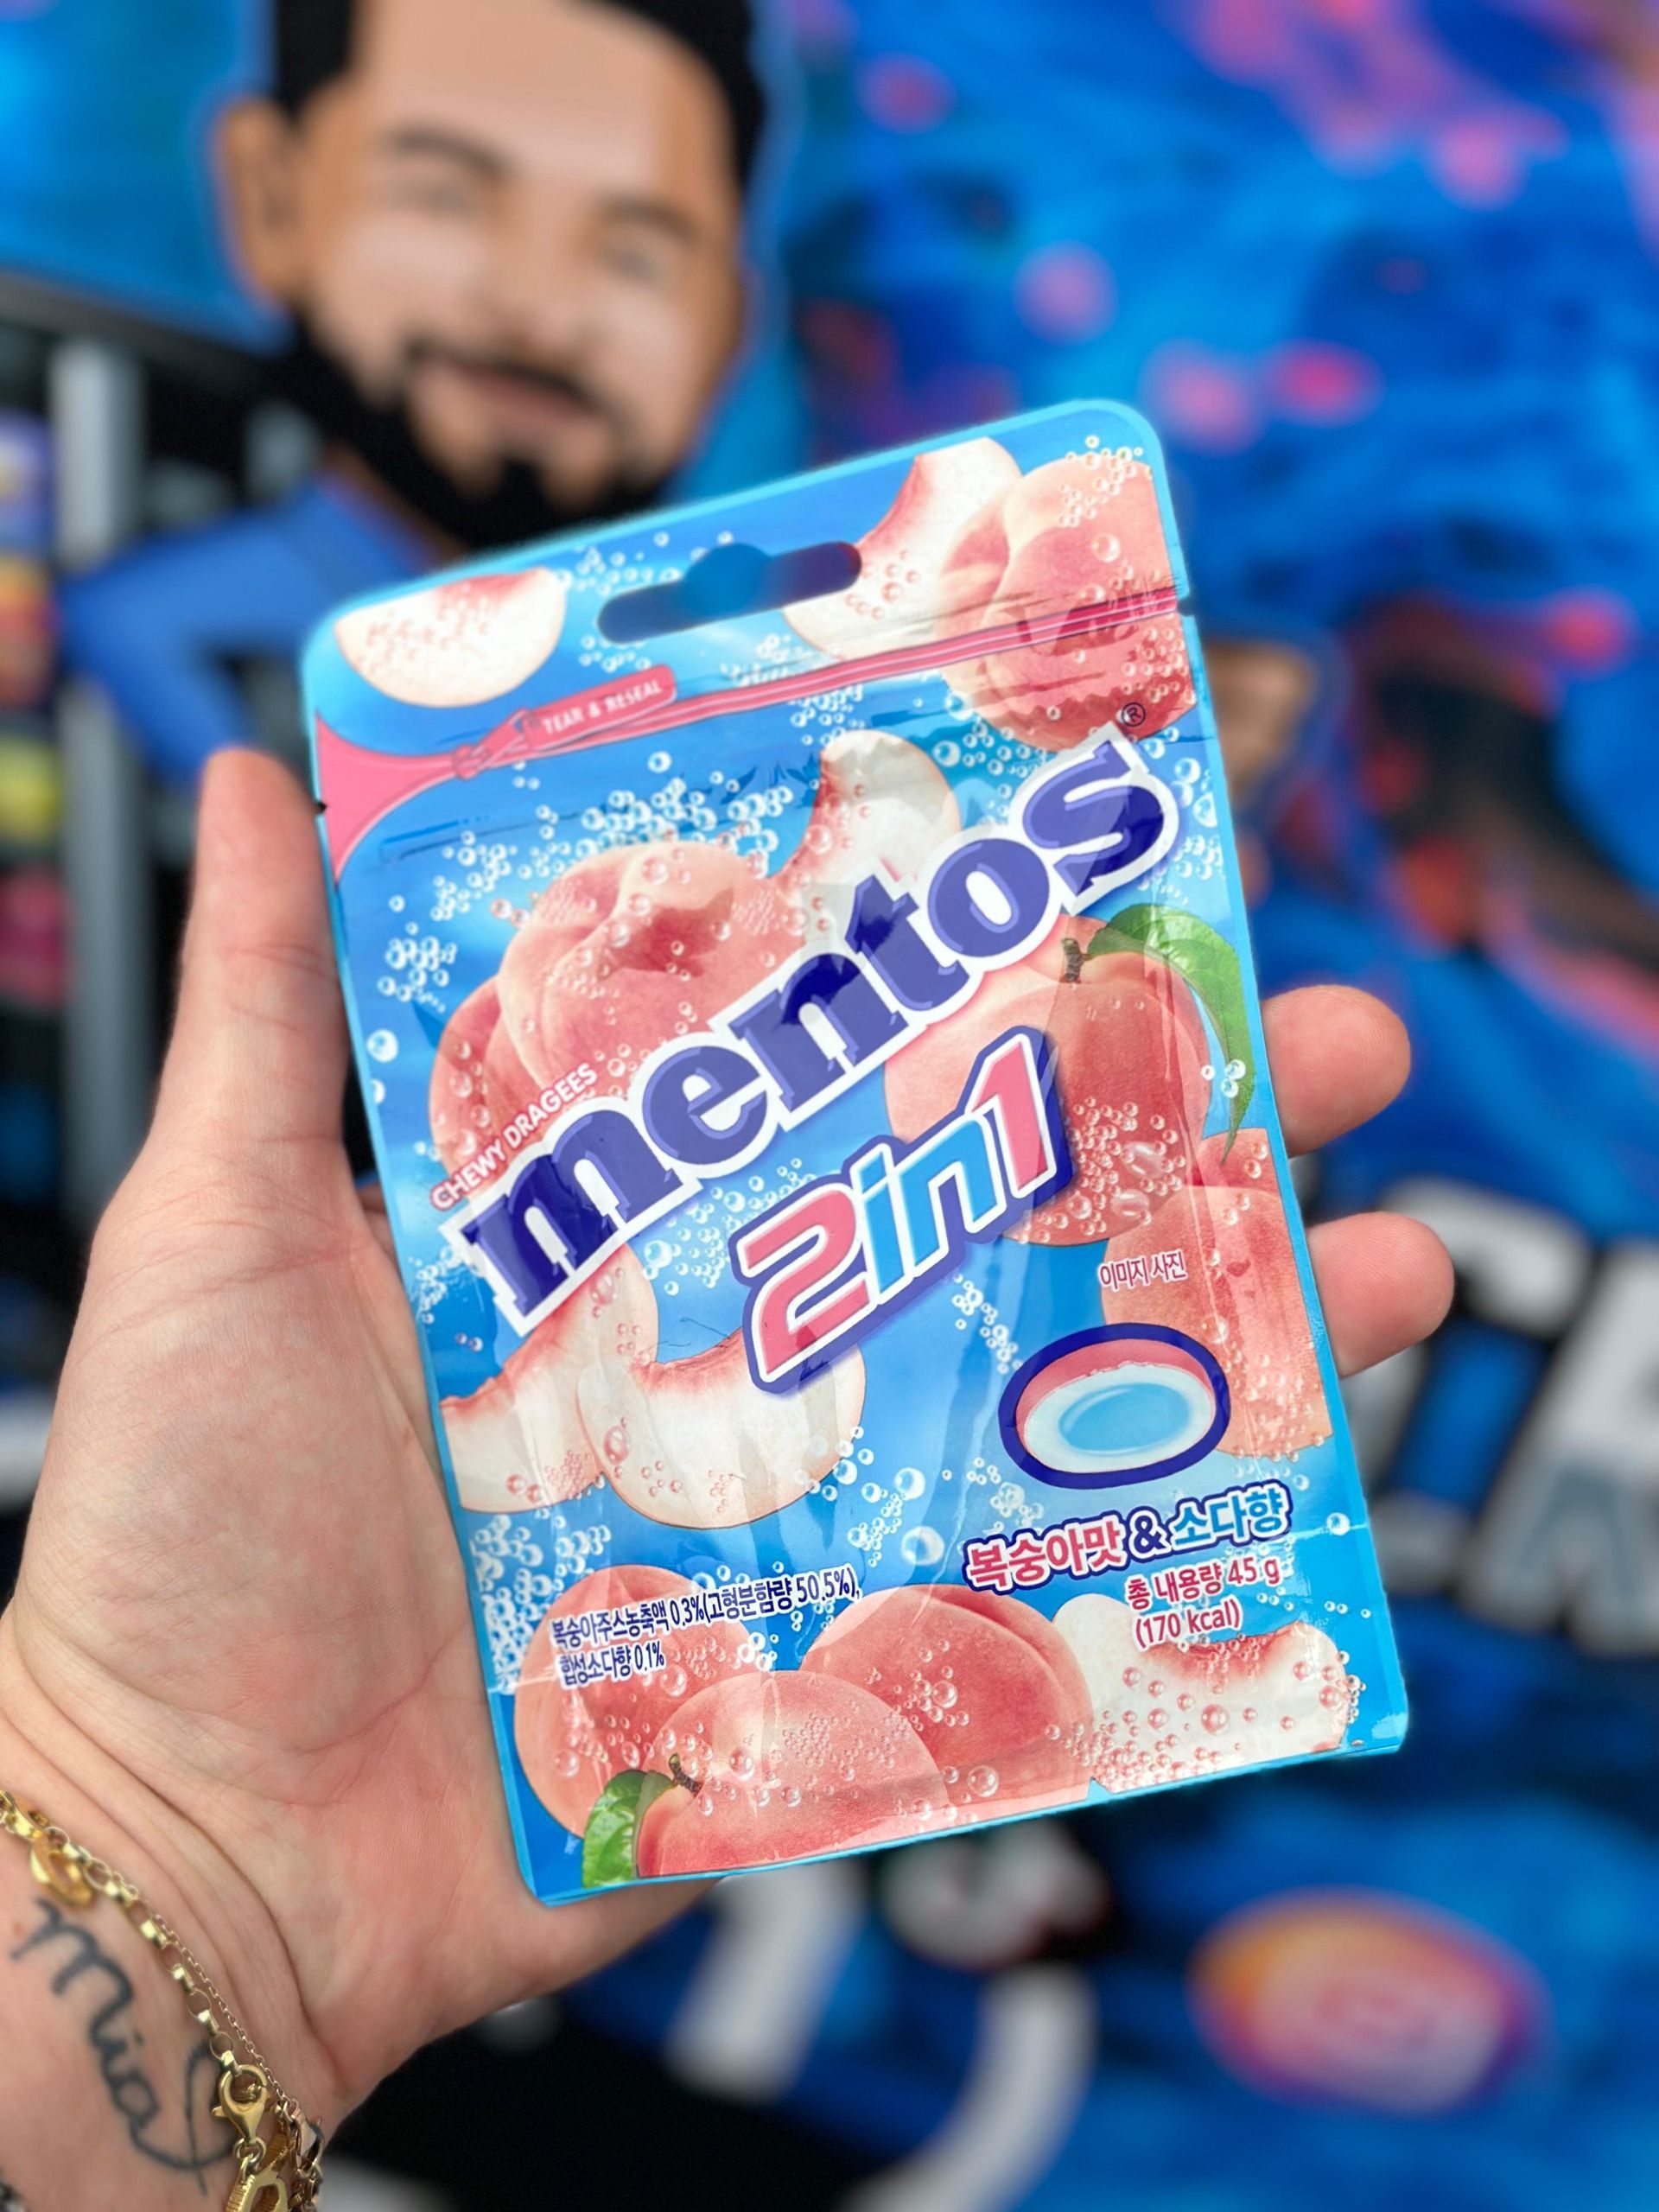 TEAR & RESEAL
®
CHEWY DRAGEES
mentos
2in1
이미지 사진
복숭아맛 & 소다향
총 내용량 45 g
(170 kcal)
복숭아주스농축액 0.3%(고형분함량 50.5%),
합성소다향 0.1%
mia